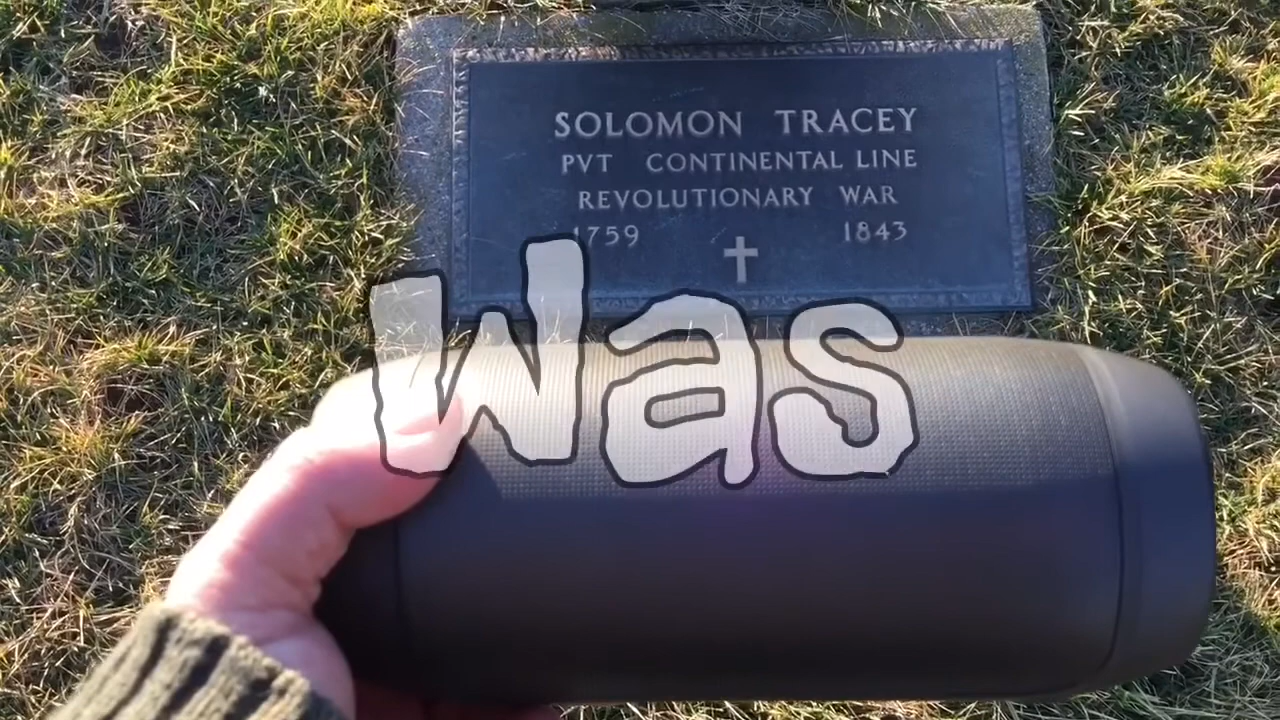 SOLOMON TRACEY
PVT CONTINENTAL LINE
REVOLUTIONARY WAR
1759 1843
Was